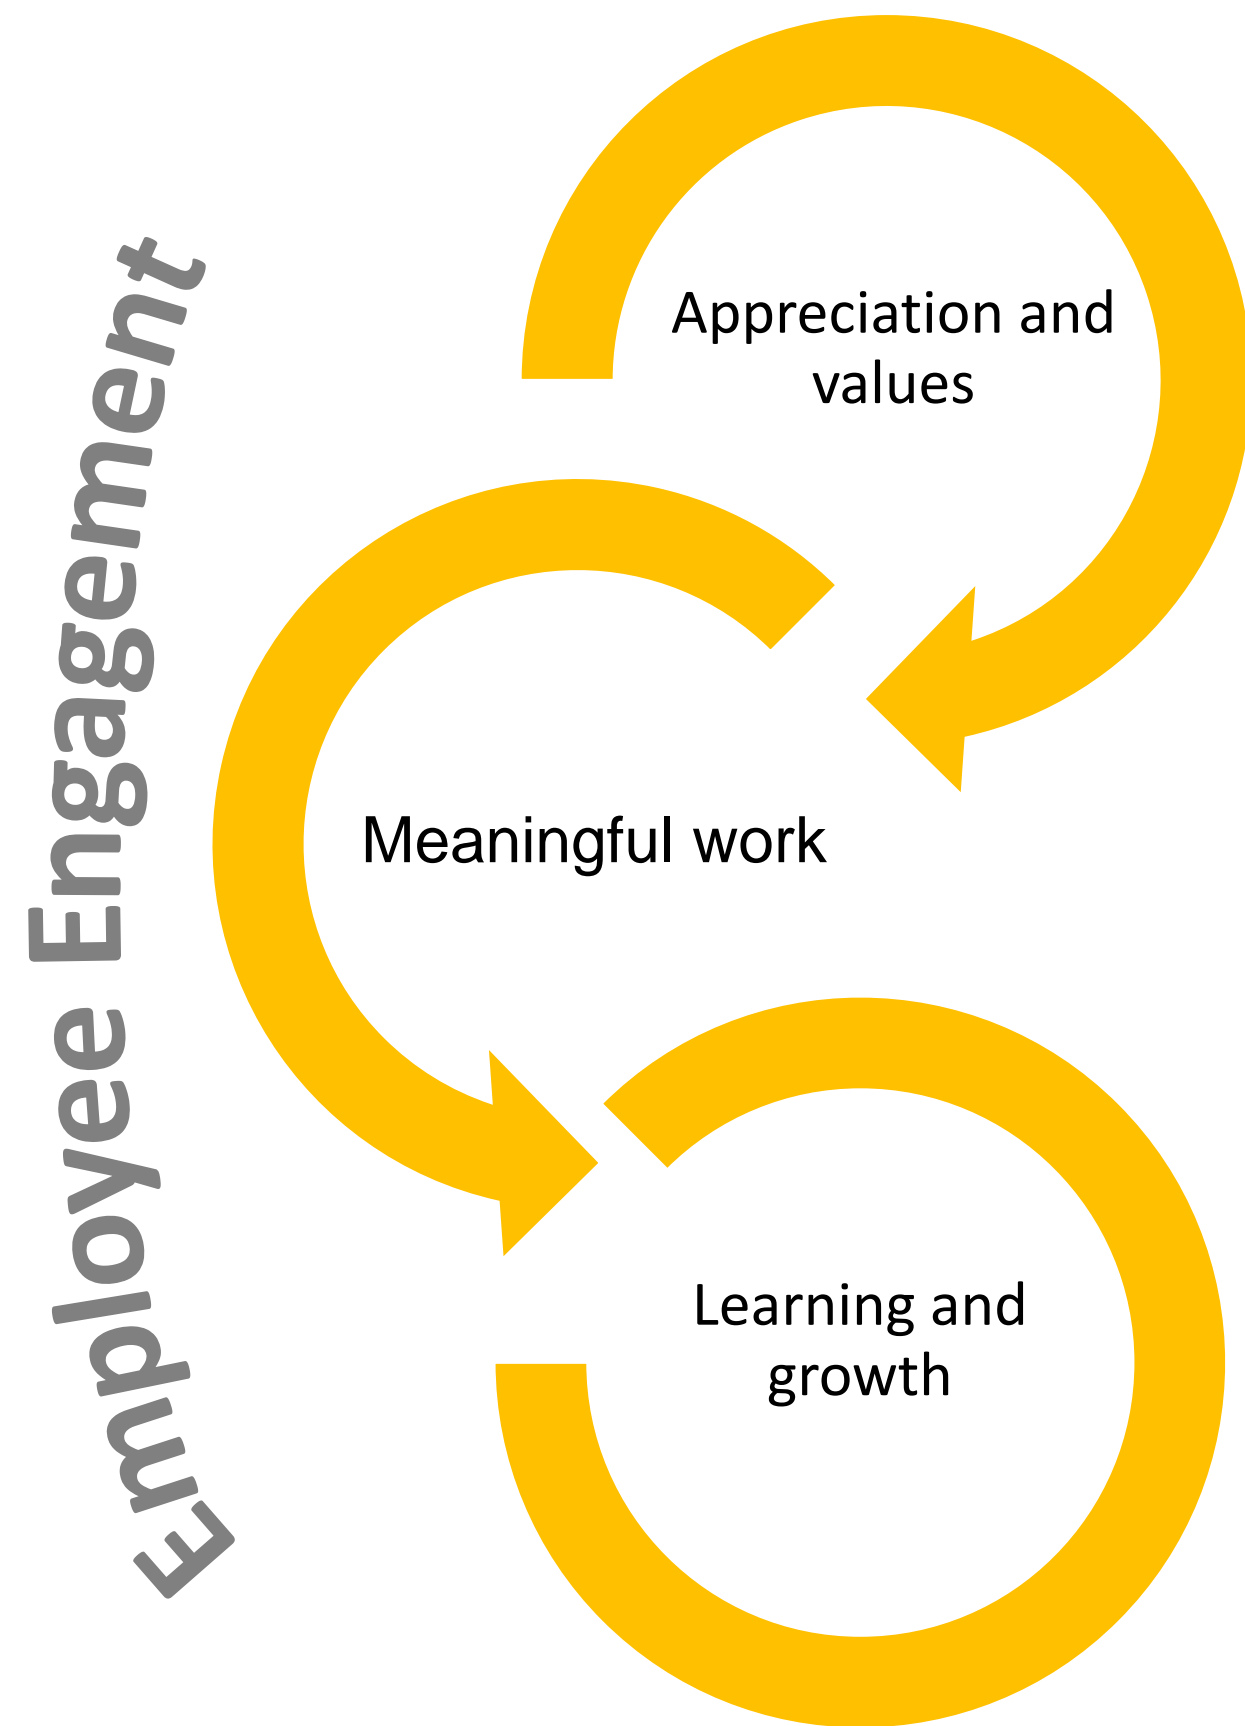 Employee Engagement
Appreciation and
values
Meaningful work
Learning and
growth